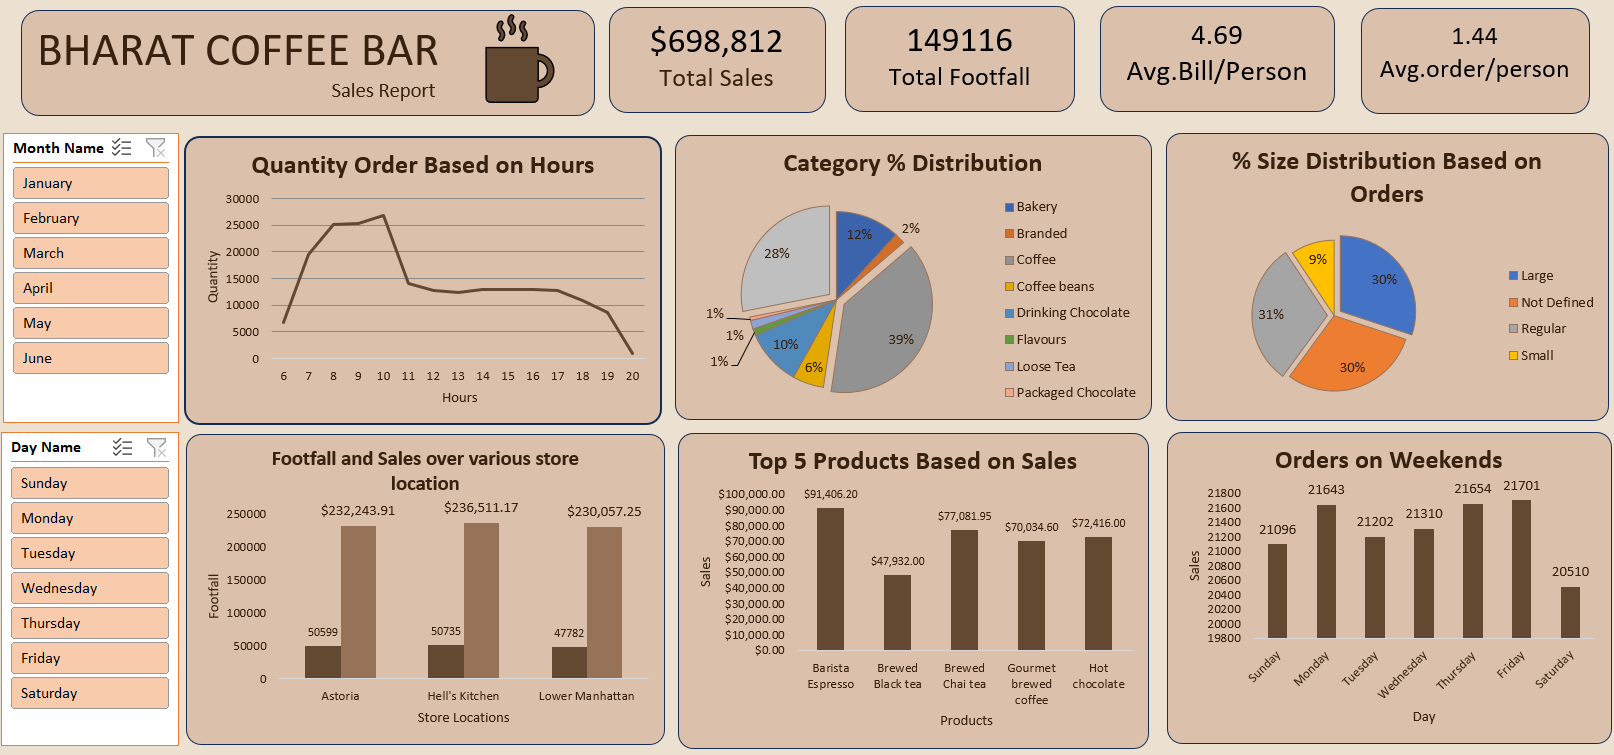 BHARAT COFFEE BAR
Sales Report
$698,812
Total Sales
149116
Total Footfall
4.69
Avg.Bill/Person
1.44
Avg.order/person
Month Name
January
February
March
April
May
June
Quantity Order Based on Hours
30000
25000
20000
15000
10000
5000
0
Quantity
6 7 8 9 10 11 12 13 14 15 16 17 18 19 20
Hours
Category % Distribution
12%
2%
39%
6%
10%
1%
1%
1%
28%
Bakery
Branded
Coffee
Coffee beans
Drinking Chocolate
Flavours
Loose Tea
Packaged Chocolate
% Size Distribution Based on
Orders
30%
30%
31%
9%
Large
Not Defined
Regular
Small
Day Name
Sunday
Monday
Tuesday
Wednesday
Thursday
Friday
Saturday
Footfall and Sales over various store
location
250000
200000
150000
100000
50000
0
Footfall
$232,243.91 $236,511.17 $230,057.25
50599 50735 47782
Astoria Hell's Kitchen Lower Manhattan
Store Locations
Top 5 Products Based on Sales
$100,000.00
$90,000.00
$80,000.00
$70,000.00
$60,000.00
$50,000.00
$40,000.00
$30,000.00
$20,000.00
$10,000.00
$0.00
Sales
$91,406.20
$47,932.00
$77,081.95
$70,034.60
$72,416.00
Barista
Espresso
Brewed
Black tea
Brewed
Chai tea
Gourmet
brewed
coffee
Hot
chocolate
Products
Orders on Weekends
21800
21600
21400
21200
21000
20800
20600
20400
20200
20000
19800
Sales
21096
21643
21202
21310
21654
21701
20510
Sunday
Monday
Tuesday
Wednesday
Thursday
Friday
Saturday
Day